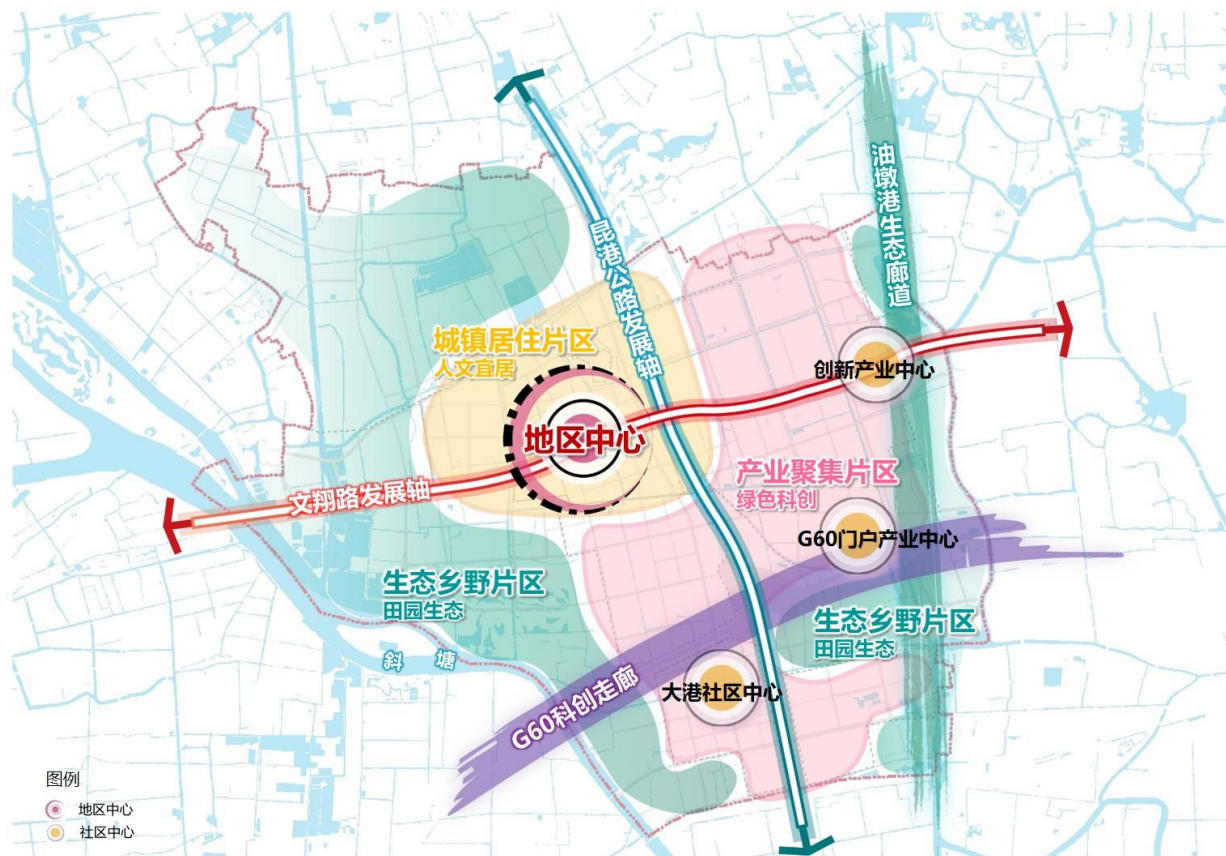 油墩港生态廊道
昆港公路发展轴
城镇居住片区
人文宜居
创新产业中心
地区中心
产业聚集片区
绿色科创
文翔路发展轴
G60门户产业中心
生态乡野片区
田园生态
生态乡野片区
田园生态
斜塘
大港社区中心
G60科创走廊
图例
地区中心
社区中心